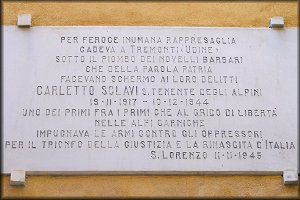 PER FEROCE INUMANA RAPPRESAGLIA
CADEVA A TREMONTI (UDINE)
SOTTO IL PIOMBO DEI NOVELLI BARBARI
CHE DELLA PAROLA PATRIA
FACEVANO SCHERMO AI LORO DELITTI
CARLETTO SCLAVI S. TENENTE DEGLI ALPINI
19-11-1917 - 10-12-1944
UNO DEI PRIMI FRA I PRIMI CHE AL GRIDO DI LIBERTÀ
NELLE ALPI CARNICHE
IMPUGNAVA LE ARMI CONTRO GLI OPPRESSORI
PER IL TRIONFO DELLA GIUSTIZIA E LA RINASCITA D'ITALIA
S. LORENZO 11-11-1945